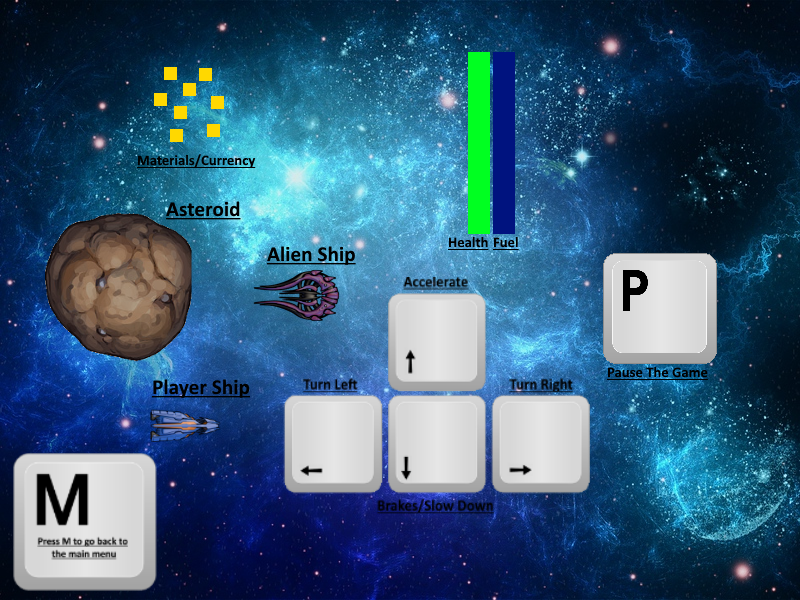 Materials/Currency
Asteroid
Health Fuel
Alien Ship
Accelerate
P
Pause The Game
Player Ship
Turn Left
Turn Right
Brakes/Slow Down
M
Press M to go back to
the main menu